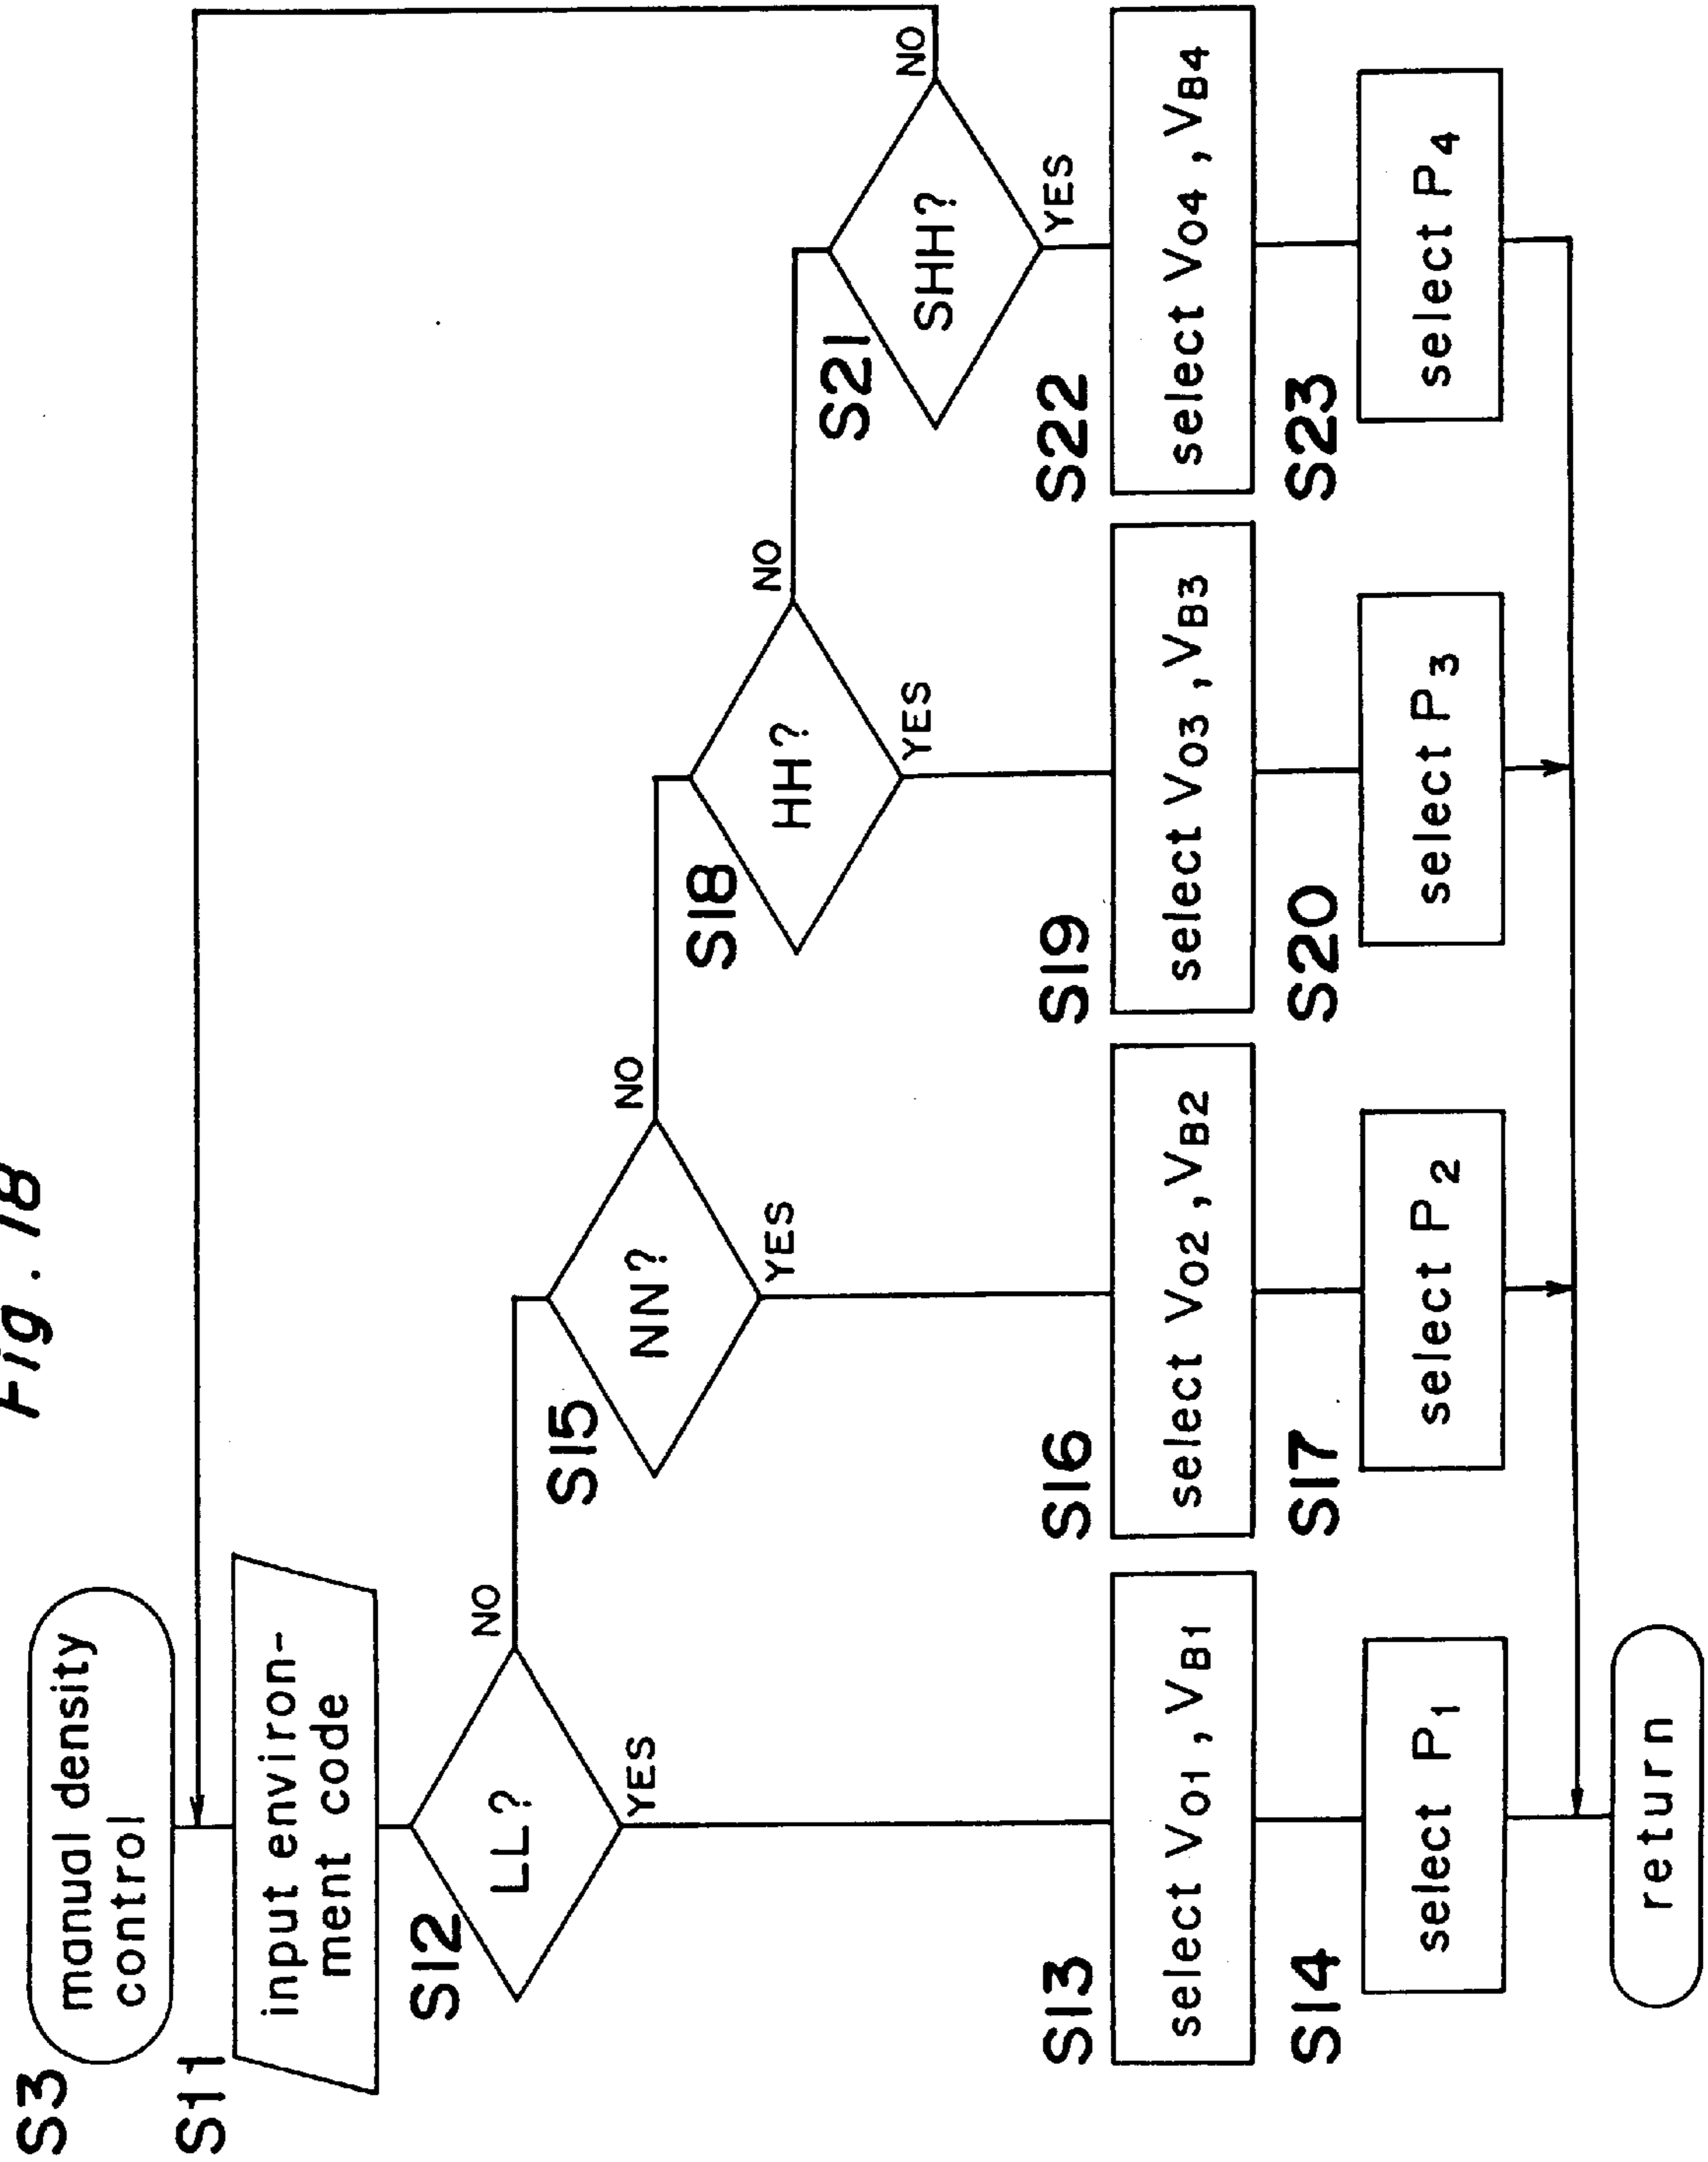 Fig. 18
S3
manual density
control
S11
input environ-
ment code
S12
LL?
NO
YES
S13
select V01, VB1
S14
select P1
S15
NN?
NO
YES
S16
select V02, VB2
S17
select P2
S18
HH?
NO
YES
S19
select V03, VB3
S20
select P3
S21
SHH?
NO
YES
S22
select V04, VB4
S23
select P4
return